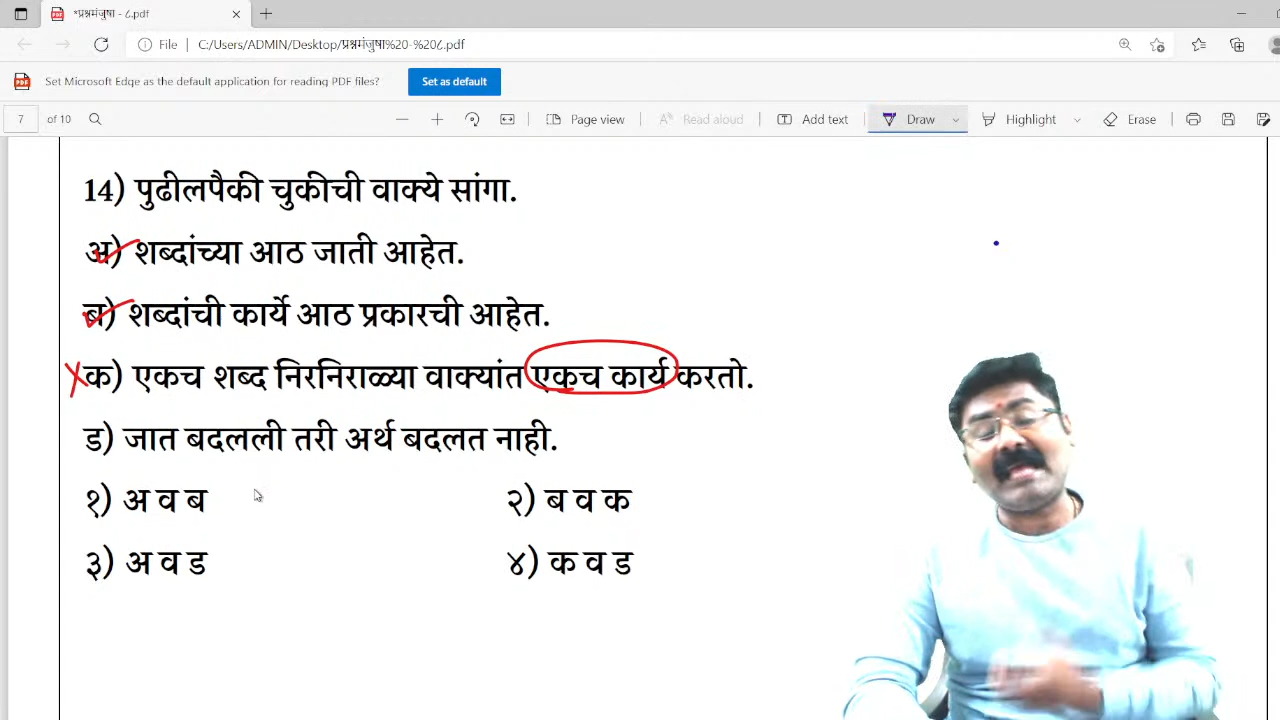 *प्रश्नमंजुषा - ८.pdf
File C:/Users/ADMIN/Desktop/प्रश्नमंजुषा%20-%20८.pdf
Set Microsoft Edge as the default application for reading PDF files? Set as default
7 of 10 Page view Read aloud Add text Draw Highlight Erase
14) पुढीलपैकी चुकीची वाक्ये सांगा.
अ) शब्दांच्या आठ जाती आहेत.
ब) शब्दांची कार्ये आठ प्रकारची आहेत.
क) एकच शब्द निरनिराळ्या वाक्यांत एकच कार्य करतो.
ड) जात बदलली तरी अर्थ बदलत नाही.
१) अ व ब २) ब व क
३) अ व ड ४) क व ड